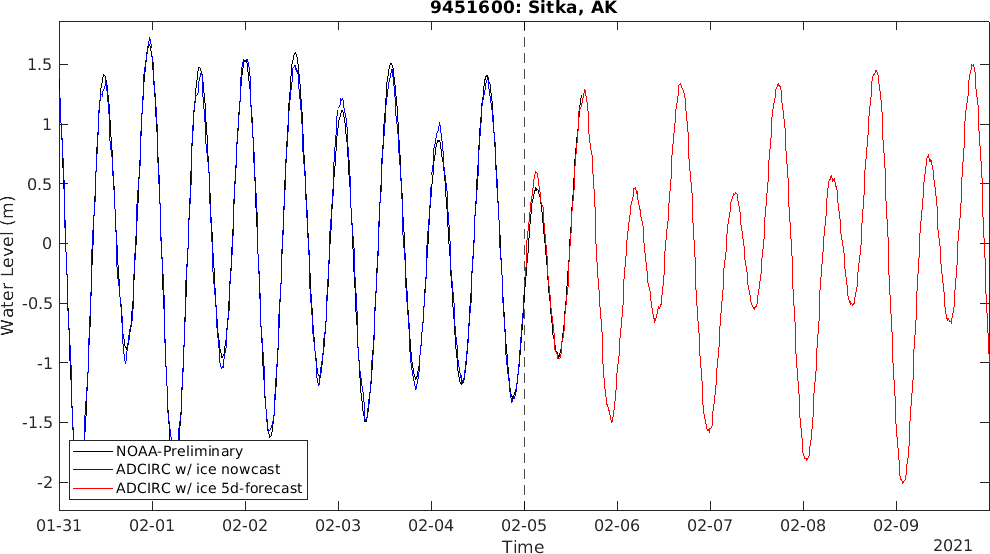 9451600: Sitka, AK
Water Level (m)
1.5
1
0.5
0
-0.5
-1
-1.5
-2
NOAA-Preliminary
ADCIRC w/ ice nowcast
ADCIRC w/ ice 5d-forecast
01-31 02-01 02-02 02-03 02-04 02-05 02-06 02-07 02-08 02-09
Time
2021